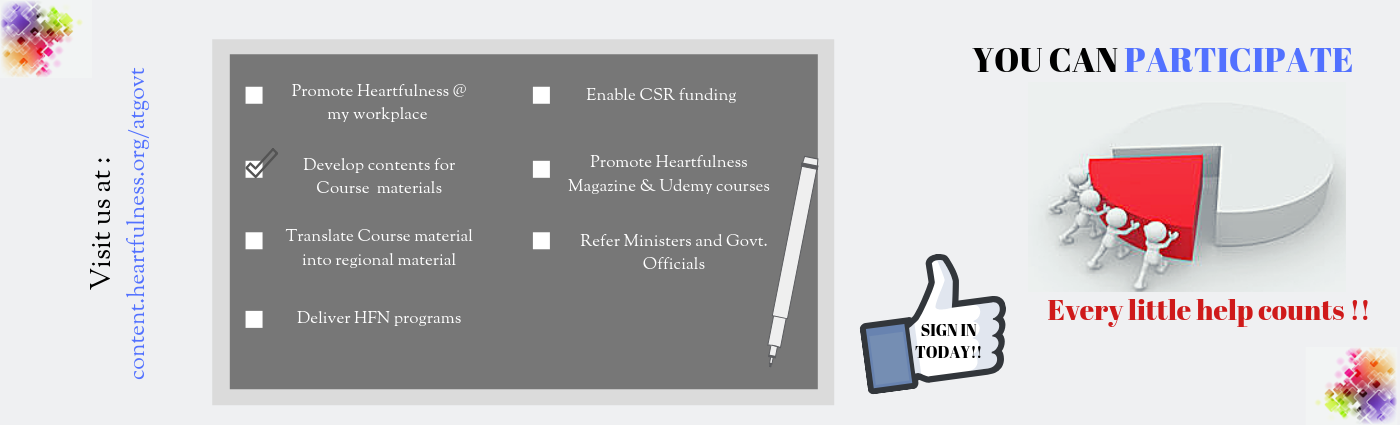 Visit us at :
content.heartfulness.org/atgovt
Promote Heartfulness @
my workplace
Develop contents for
Course materials
Translate Course material
into regional material
Deliver HFN programs
Enable CSR funding
Promote Heartfulness
Magazine & Udemy courses
Refer Ministers and Govt.
Officials
YOU CAN PARTICIPATE
Every little help counts !!
SIGN IN
TODAY!!